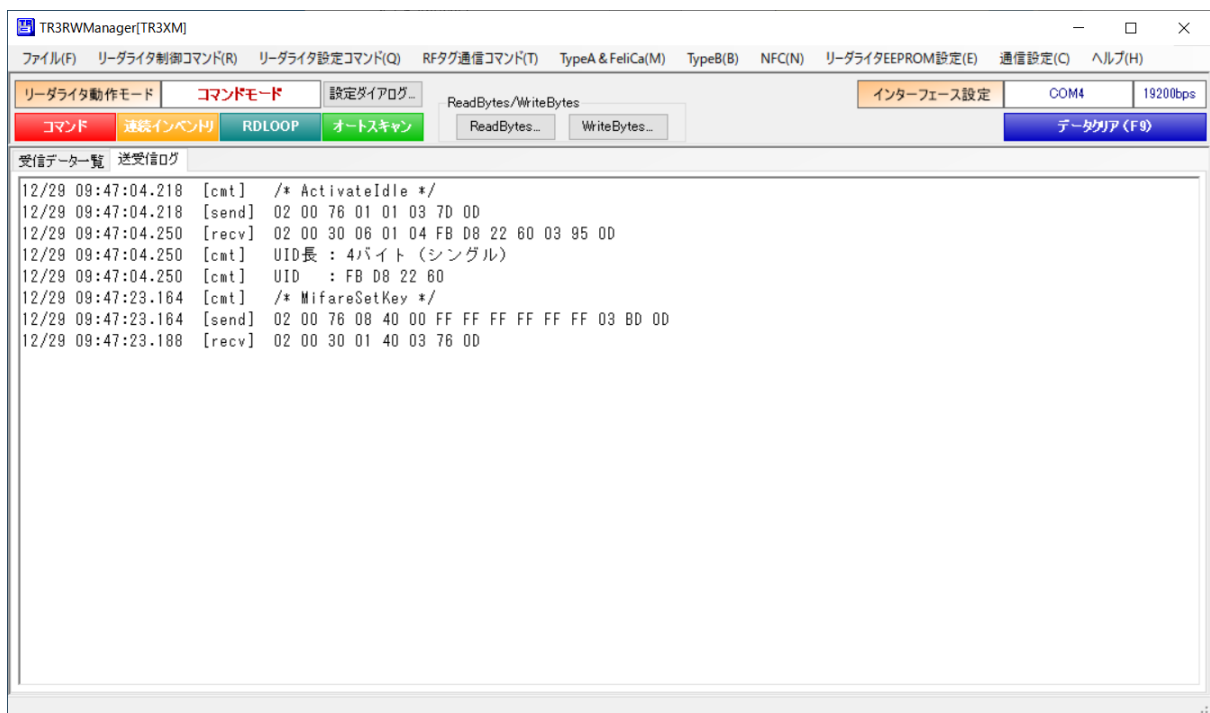 TR3RWManager[TR3XM]
ファイル(F) リーダライタ制御コマンド(R) リーダライタ設定コマンド(Q) RFタグ通信コマンド(T) TypeA & FeliCa(M) TypeB(B) NFC(N) リーダライタEEPROM設定(E) 通信設定(C) ヘルプ(H)
リーダライタ動作モード コマンドモード 設定ダイアログ... ReadBytes/WriteBytes インターフェース設定 COM4 19200bps
コマンド 連続インベントリ RDLOOP オートスキャン ReadBytes... WriteBytes... データクリア (F9)
受信データ一覧 送受信ログ
12/29 09:47:04.218 [cmt] /* ActivateIdle */
12/29 09:47:04.218 [send] 02 00 76 01 01 03 7D 0D
12/29 09:47:04.250 [recv] 02 00 30 06 01 04 FB D8 22 60 03 95 0D
12/29 09:47:04.250 [cmt] UID長 : 4バイト (シングル)
12/29 09:47:04.250 [cmt] UID : FB D8 22 60
12/29 09:47:23.164 [cmt] /* MifareSetKey */
12/29 09:47:23.164 [send] 02 00 76 08 40 00 FF FF FF FF FF FF 03 BD 0D
12/29 09:47:23.188 [recv] 02 00 30 01 40 03 76 0D